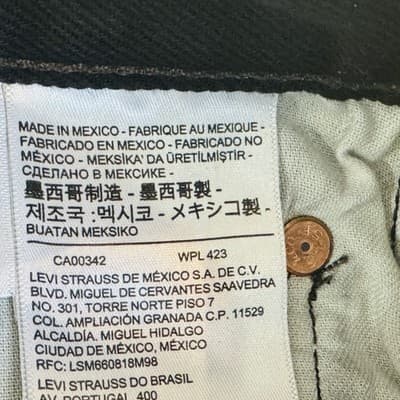 MADE IN MEXICO - FABRIQUE AU MEXIQUE -
FABRICADO EN MEXICO - FABRICADO NO
MÉXICO - MEKSİKA' DA ÜRETİLMİŞTİR -
СДЕЛАНО В МЕКСИКЕ -
墨西哥制造 - 墨西哥製 -
제조국 :멕시코 - メキシコ製 -
BUATAN MEKSIKO
CA00342 WPL 423
LEVI STRAUSS DE MÉXICO S.A. DE C.V.
BLVD. MIGUEL DE CERVANTES SAAVEDRA
NO. 301, TORRE NORTE PISO 7
COL. AMPLIACIÓN GRANADA C.P. 11529
ALCALDÍA. MIGUEL HIDALGO
CIUDAD DE MÉXICO, MÉXICO
RFC: LSM660818M98
LEVI STRAUSS DO BRASIL
AV. PORTUGAL, 400